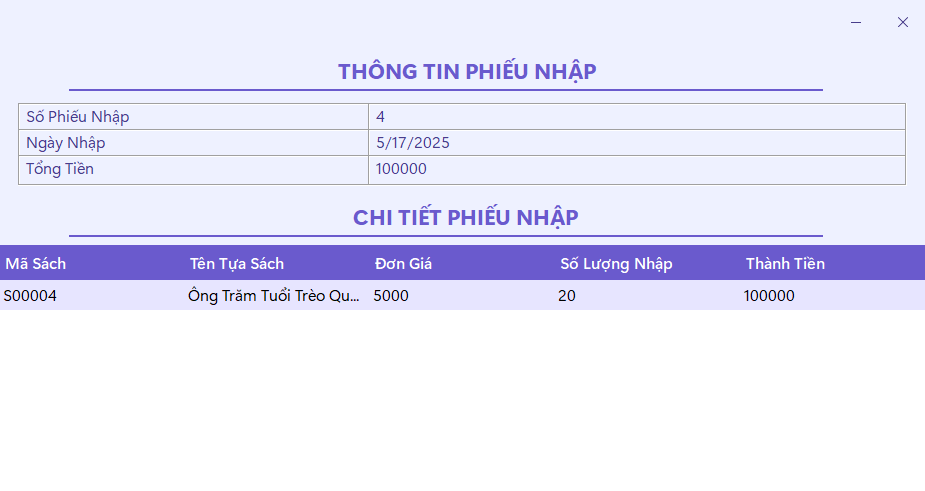 THÔNG TIN PHIẾU NHẬP
Số Phiếu Nhập 4
Ngày Nhập 5/17/2025
Tổng Tiền 100000
CHI TIẾT PHIẾU NHẬP
Mã Sách Tên Tựa Sách Đơn Giá Số Lượng Nhập Thành Tiền
S00004 Ông Trăm Tuổi Trèo Qu... 5000 20 100000